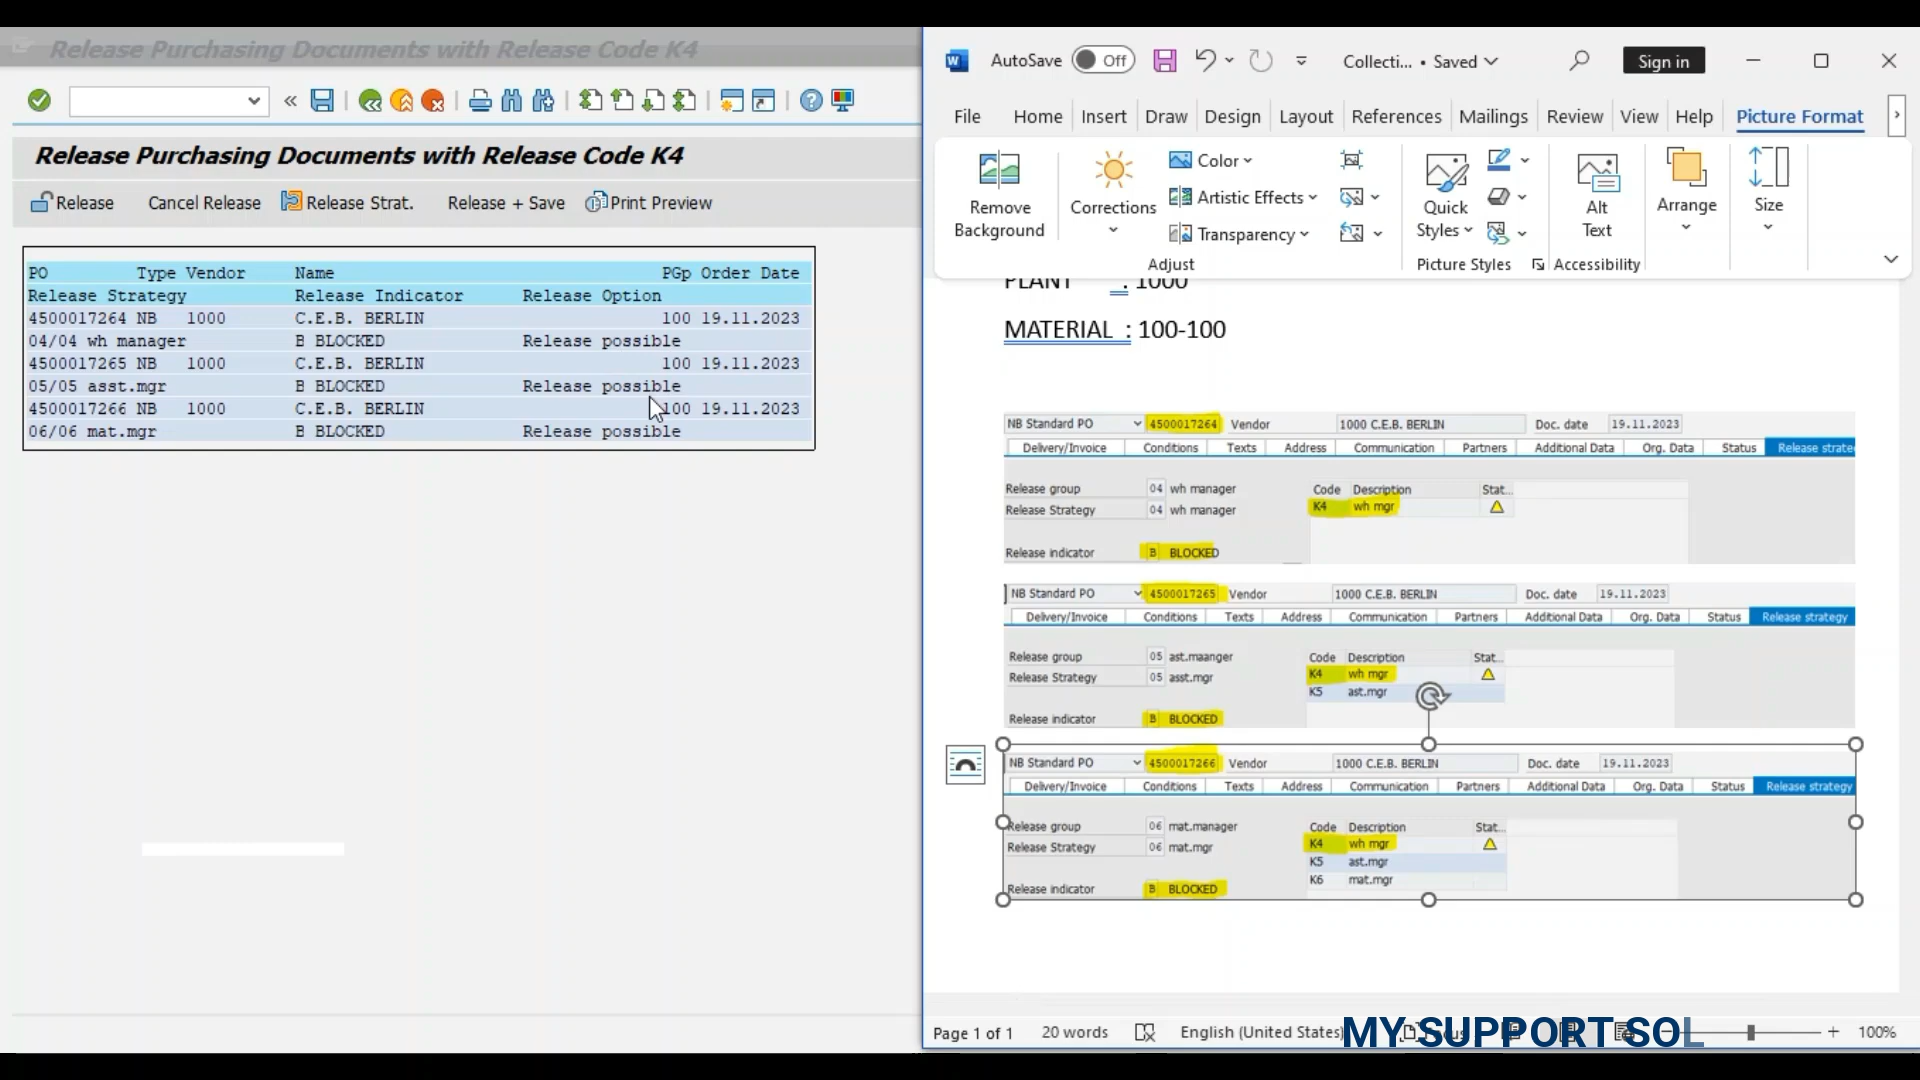 Release Purchasing Documents with Release Code K4
Release Purchasing Documents with Release Code K4
Release Cancel Release Release Strat. Release + Save Print Preview
PO Type Vendor Name PGp Order Date
Release Strategy Release Indicator Release Option
4500017264 NB 1000 C.E.B. BERLIN 100 19.11.2023
04/04 wh manager B BLOCKED Release possible
4500017265 NB 1000 C.E.B. BERLIN 100 19.11.2023
05/05 asst.mgr B BLOCKED Release possible
4500017266 NB 1000 C.E.B. BERLIN 100 19.11.2023
06/06 mat.mgr B BLOCKED Release possible
AutoSave Off Collecti... • Saved Sign in
File Home Insert Draw Design Layout References Mailings Review View Help Picture Format
Remove Background
Corrections
Color
Artistic Effects
Transparency
Adjust
Quick Styles
Picture Styles
Alt Text
Accessibility
Arrange
Size
PLANT : 1000
MATERIAL : 100-100
NB Standard PO 4500017264 Vendor 1000 C.E.B. BERLIN Doc. date 19.11.2023
Delivery/Invoice Conditions Texts Address Communication Partners Additional Data Org. Data Status Release strate
Release group 04 wh manager Code Description Stat...
Release Strategy 04 wh manager K4 wh mgr
Release indicator B BLOCKED
NB Standard PO 4500017265 Vendor 1000 C.E.B. BERLIN Doc. date 19.11.2023
Delivery/Invoice Conditions Texts Address Communication Partners Additional Data Org. Data Status Release strategy
Release group 05 ast.maanger Code Description Stat...
Release Strategy 05 asst.mgr K4 wh mgr
K5 ast.mgr
Release indicator B BLOCKED
NB Standard PO 4500017266 Vendor 1000 C.E.B. BERLIN Doc. date 19.11.2023
Delivery/Invoice Conditions Texts Address Communication Partners Additional Data Org. Data Status Release strategy
Release group 06 mat.manager Code Description Stat...
Release Strategy 06 mat.mgr K4 wh mgr
K5 ast.mgr
K6 mat.mgr
Release indicator B BLOCKED
Page 1 of 1 20 words English (United States) 100%
MY SUPPORT SOL